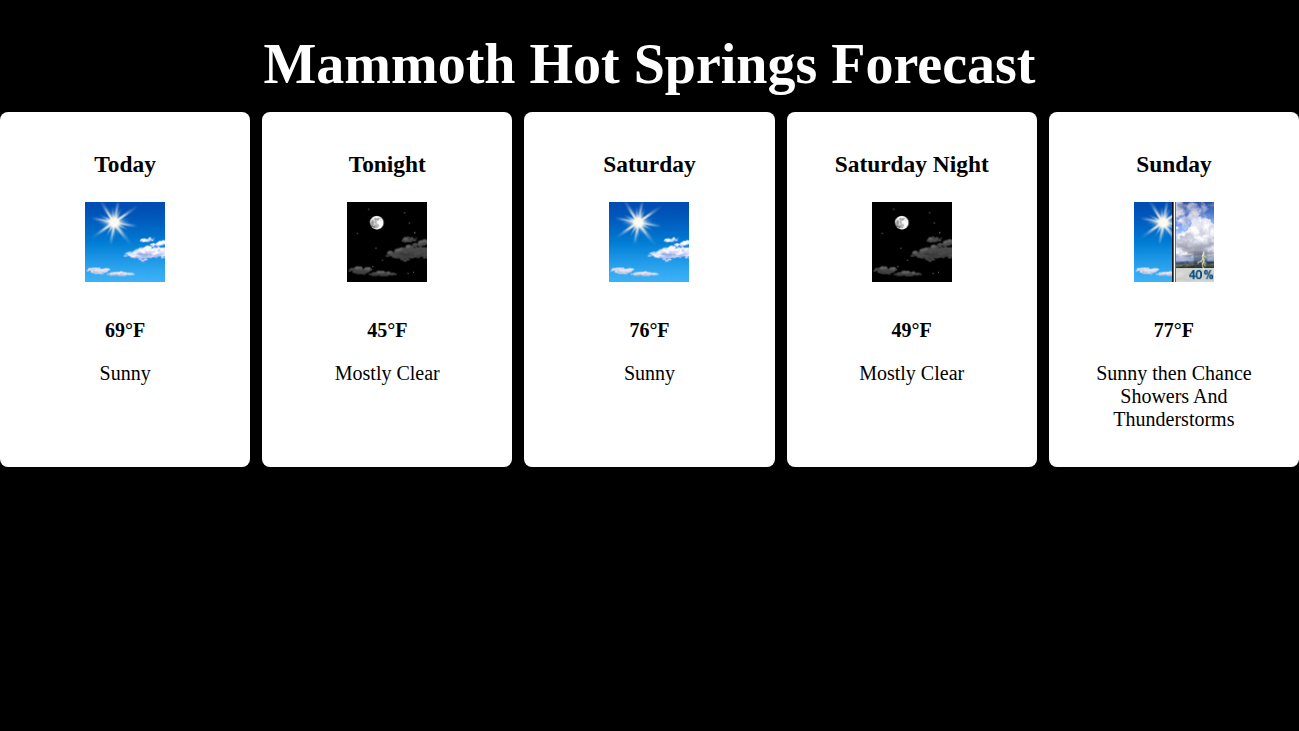 Mammoth Hot Springs Forecast
Today
69°F
Sunny
Tonight
45°F
Mostly Clear
Saturday
76°F
Sunny
Saturday Night
49°F
Mostly Clear
Sunday
40%
77°F
Sunny then Chance
Showers And
Thunderstorms